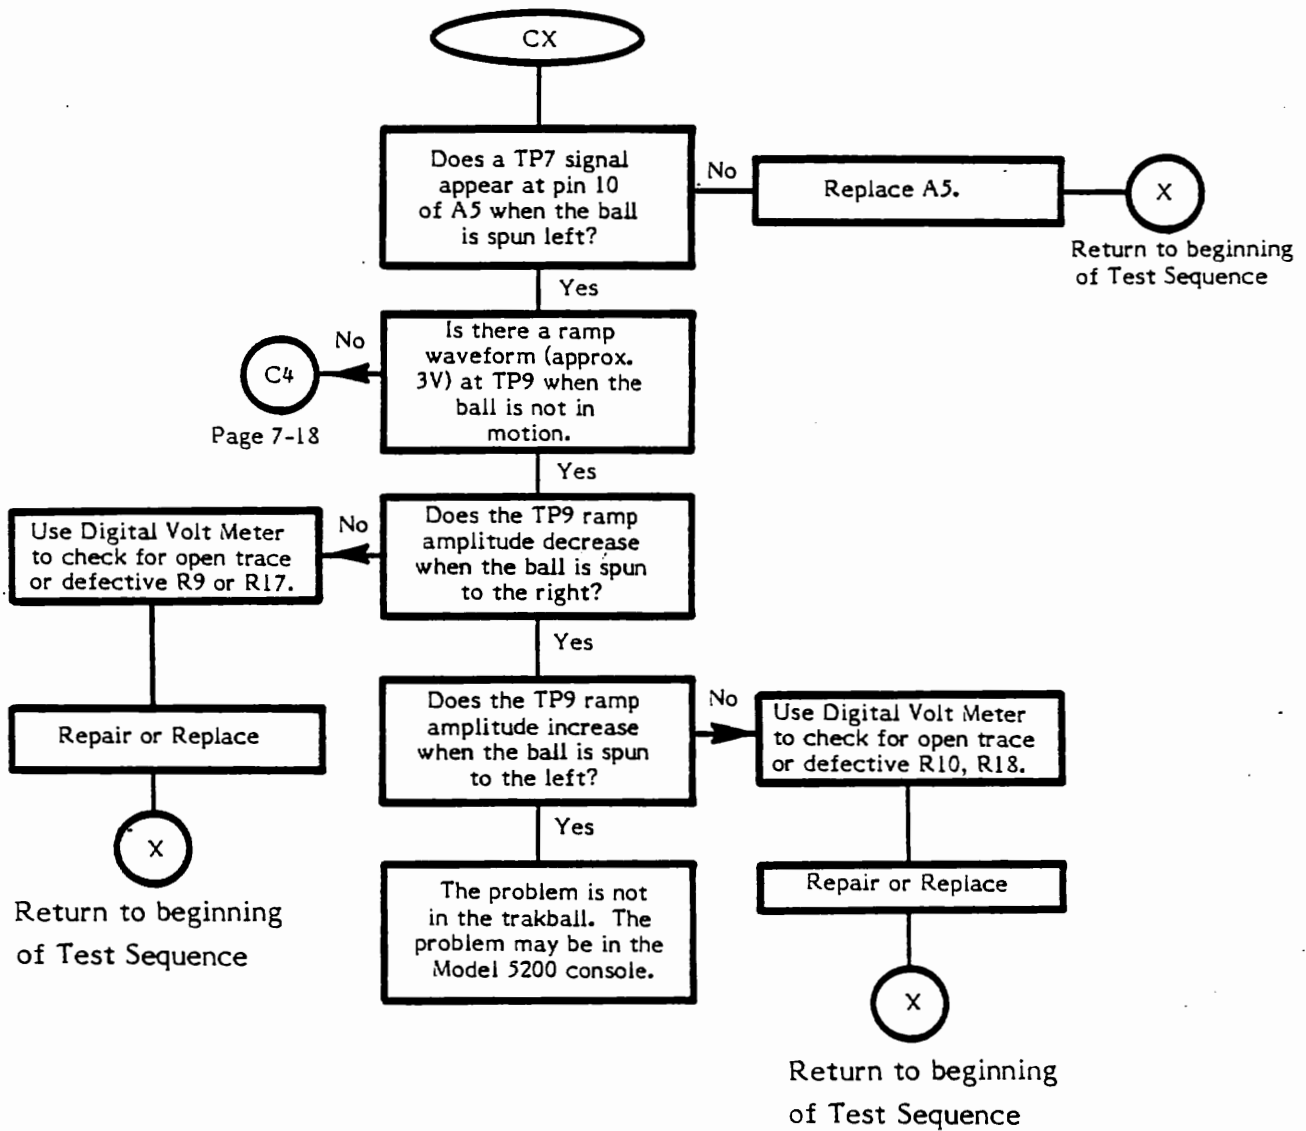 CX
Does a TP7 signal
appear at pin 10
of A5 when the ball
is spun left?
No
Replace A5.
X
Return to beginning
of Test Sequence
Yes
Is there a ramp
waveform (approx.
3V) at TP9 when the
ball is not in
motion.
No
C4
Page 7-18
Yes
Does the TP9 ramp
amplitude decrease
when the ball is spun
to the right?
No
Use Digital Volt Meter
to check for open trace
or defective R9 or R17.
Repair or Replace
X
Return to beginning
of Test Sequence
Yes
Does the TP9 ramp
amplitude increase
when the ball is spun
to the left?
No
Use Digital Volt Meter
to check for open trace
or defective R10, R18.
Repair or Replace
X
Return to beginning
of Test Sequence
Yes
The problem is not
in the trakball. The
problem may be in the
Model 5200 console.